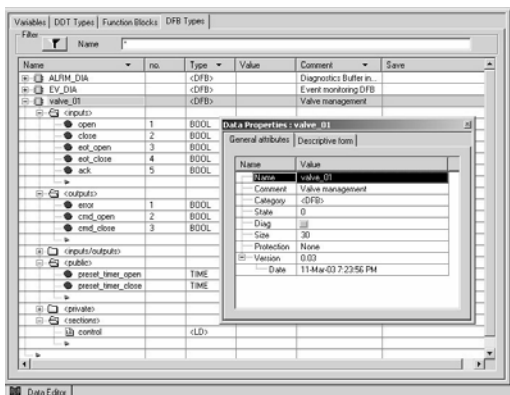 Variables DDT Types Function Blocks DFB Types
Filter
Name *
Name no. Type Value Comment Save
ALRM_DIA <DFB> Diagnostics Buffer in...
EV_DIA <DFB> Event monitoring DFB
valve_01 <DFB> Valve management
<inputs>
open 1 BOOL
close 2 BOOL
eot_open 3 BOOL
eot_close 4 BOOL
ack 5 BOOL
<outputs>
error 1 BOOL
cmd_open 2 BOOL
cmd_close 3 BOOL
<inputs/outputs>
<public>
preset_timer_open TIME
preset_timer_close TIME
<private>
<sections>
control <LD>
Data Properties : valve_01
General attributes Descriptive form
Name Value
Name valve_01
Comment Valve management
Category <DFB>
State 0
Diag
Size 30
Protection None
Version 0.03
Date 11-Mar-03 7:23:56 PM
Data Editor